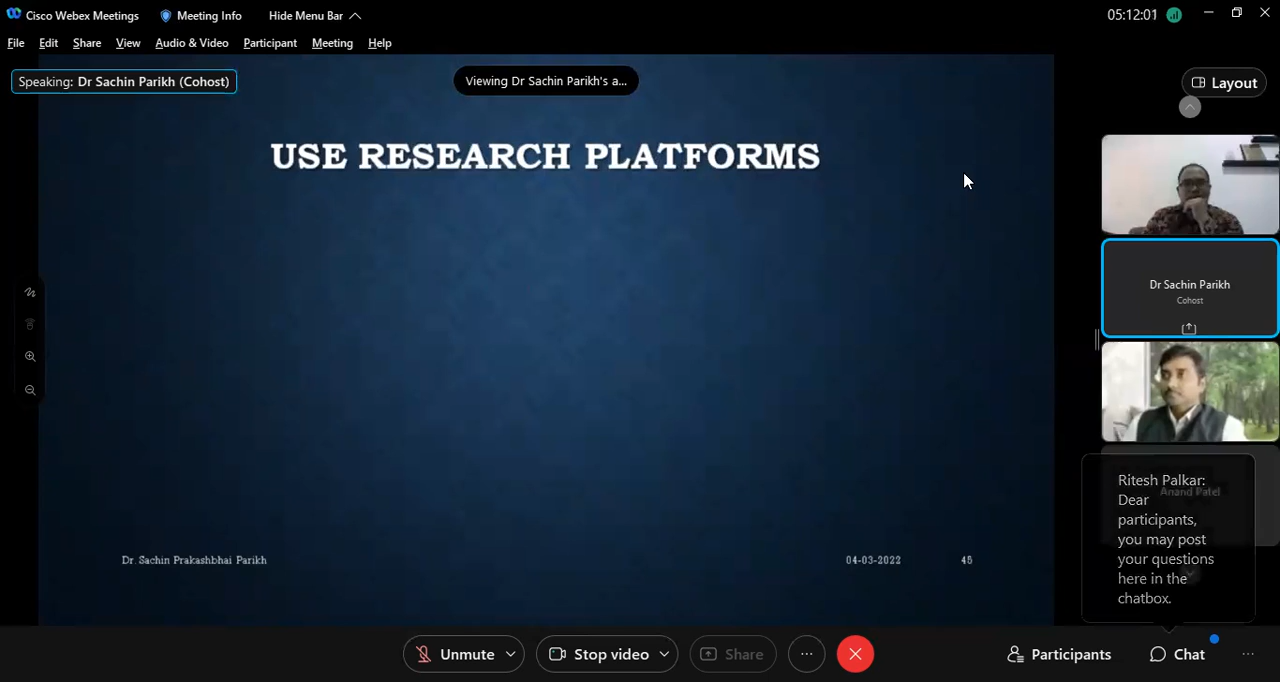 Cisco Webex Meetings
Meeting Info
Hide Menu Bar
05:12:01
File Edit Share View Audio & Video Participant Meeting Help
Speaking: Dr Sachin Parikh (Cohost)
Viewing Dr Sachin Parikh's a...
Layout
USE RESEARCH PLATFORMS
Dr Sachin Parikh
Cohost
Anand Patel
Ritesh Palkar:
Dear
participants,
you may post
your questions
here in the
chatbox.
Dr. Sachin Prakashbhai Parikh
04-03-2022
45
Unmute
Stop video
Share
Participants
Chat